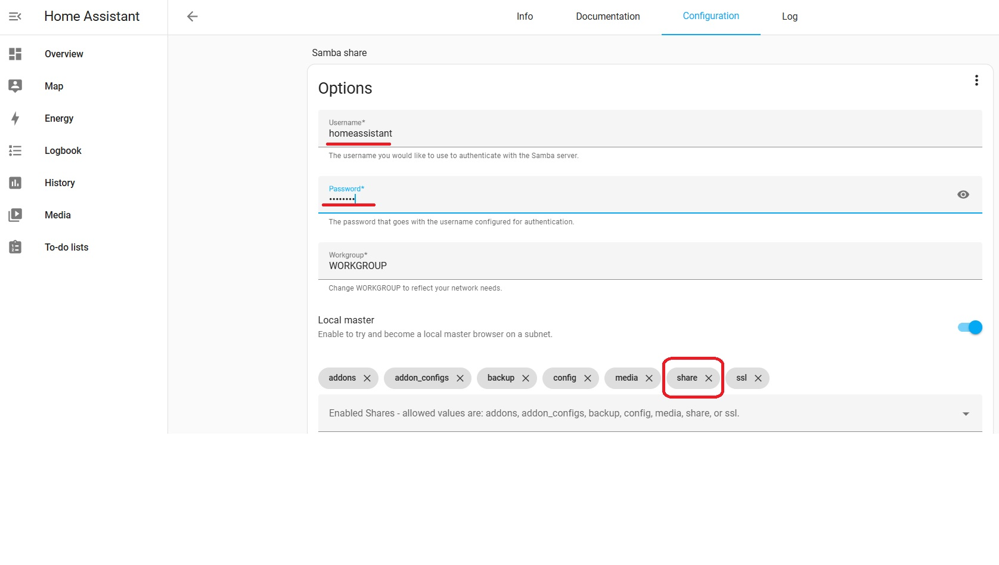 Home Assistant
Info
Documentation
Configuration
Log
Overview
Map
Energy
Logbook
History
Media
To-do lists
Samba share
Options
Username*
homeassistant
The username you would like to use to authenticate with the Samba server.
Password*
••••••••
The password that goes with the username configured for authentication.
Workgroup*
WORKGROUP
Change WORKGROUP to reflect your network needs.
Local master
Enable to try and become a local master browser on a subnet.
addons
addon_configs
backup
config
media
share
ssl
Enabled Shares - allowed values are: addons, addon_configs, backup, config, media, share, or ssl.